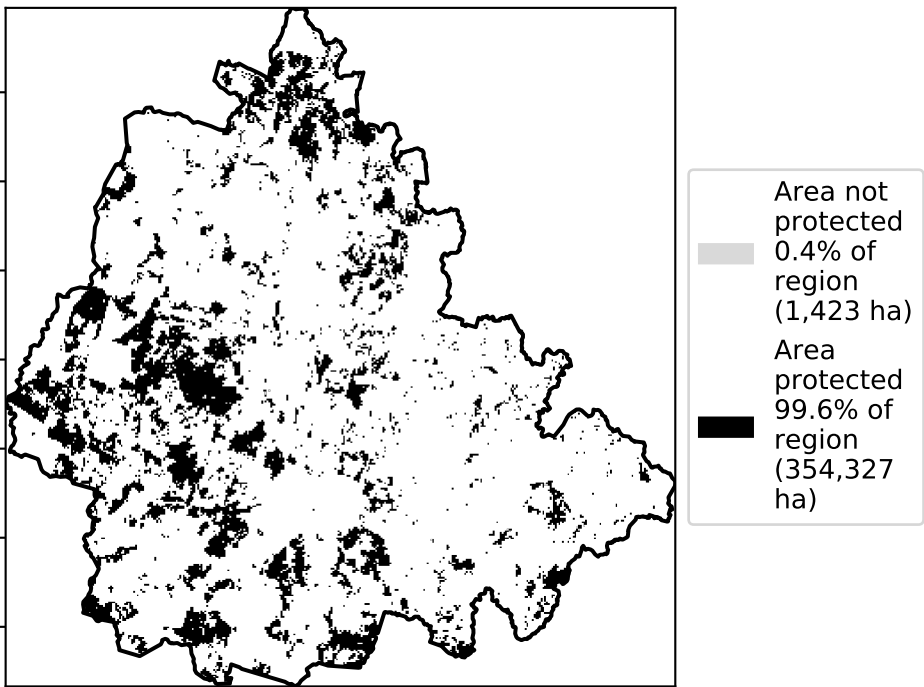 Area not
protected
0.4% of
region
(1,423 ha)
Area
protected
99.6% of
region
(354,327
ha)